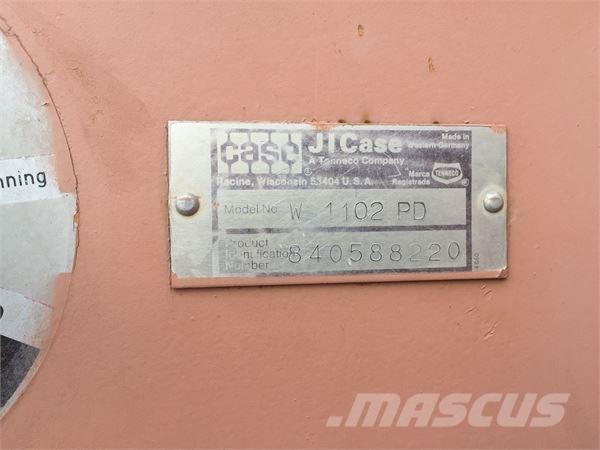 nning
case
J I Case
A Tenneco Company
Racine, Wisconsin 53404 U.S.A.
Made in
Western-Germany
Marca
Registrada
TENNECO
Model No W 1102 PD
Product
Identification
Number 840588220
MASCUS